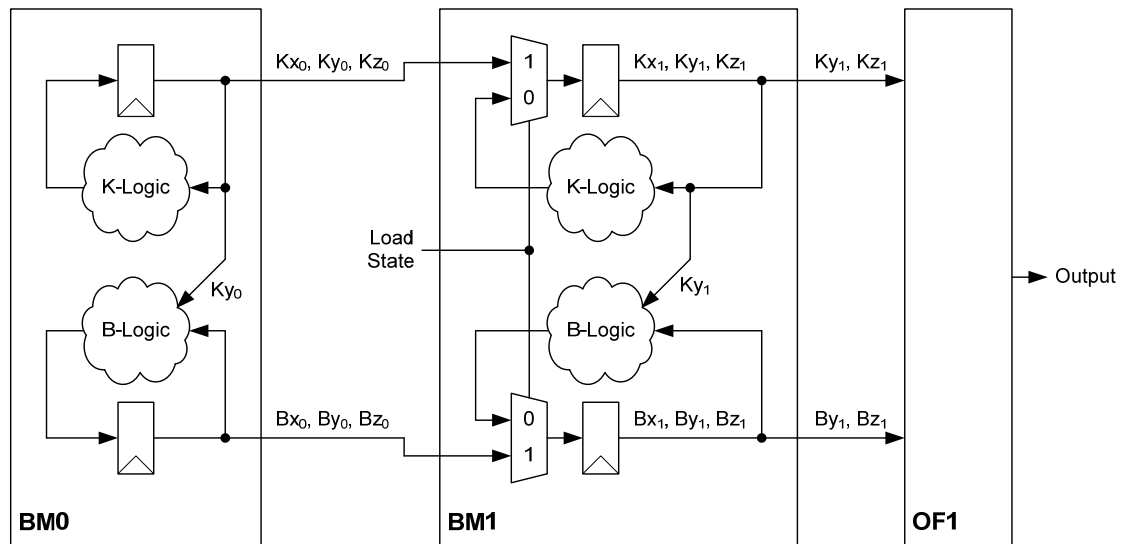 Kx₀, Ky₀, Kz₀
1
0
Kx₁, Ky₁, Kz₁
Ky₁, Kz₁
K-Logic
K-Logic
Load
State
Ky₀
Ky₁
Output
B-Logic
B-Logic
Bx₀, By₀, Bz₀
0
1
Bx₁, By₁, Bz₁
By₁, Bz₁
BM0
BM1
OF1